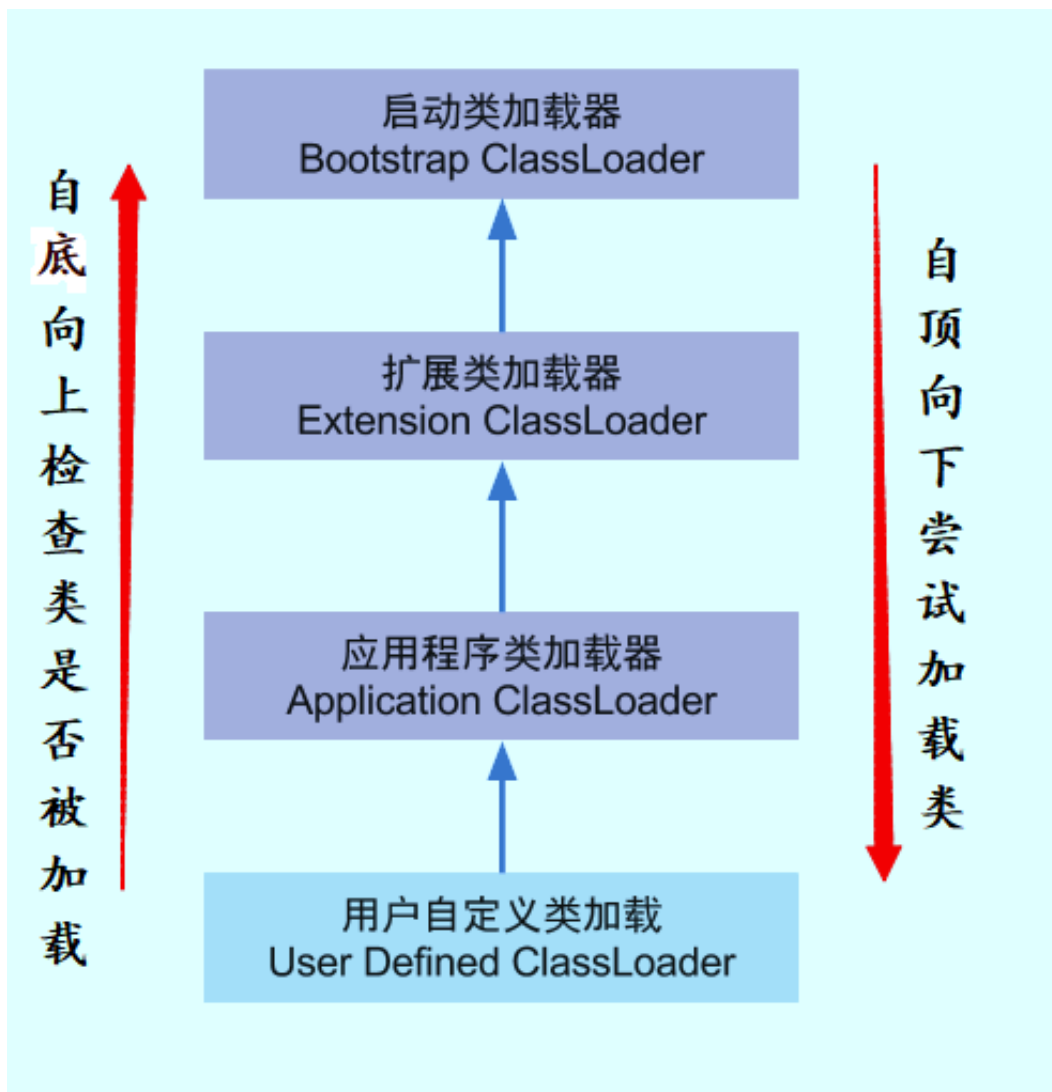 启动类加载器
Bootstrap ClassLoader
自底向上检查类是否被加载
自顶向下尝试加载类
扩展类加载器
Extension ClassLoader
应用程序类加载器
Application ClassLoader
用户自定义类加载
User Defined ClassLoader